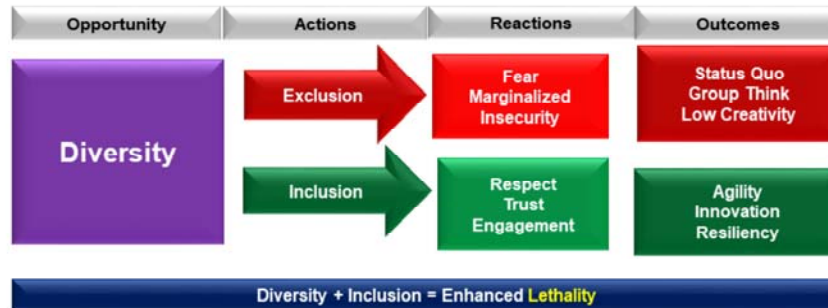 Opportunity
Actions
Reactions
Outcomes
Diversity
Exclusion
Fear
Marginalized
Insecurity
Status Quo
Group Think
Low Creativity
Inclusion
Respect
Trust
Engagement
Agility
Innovation
Resiliency
Diversity + Inclusion = Enhanced Lethality